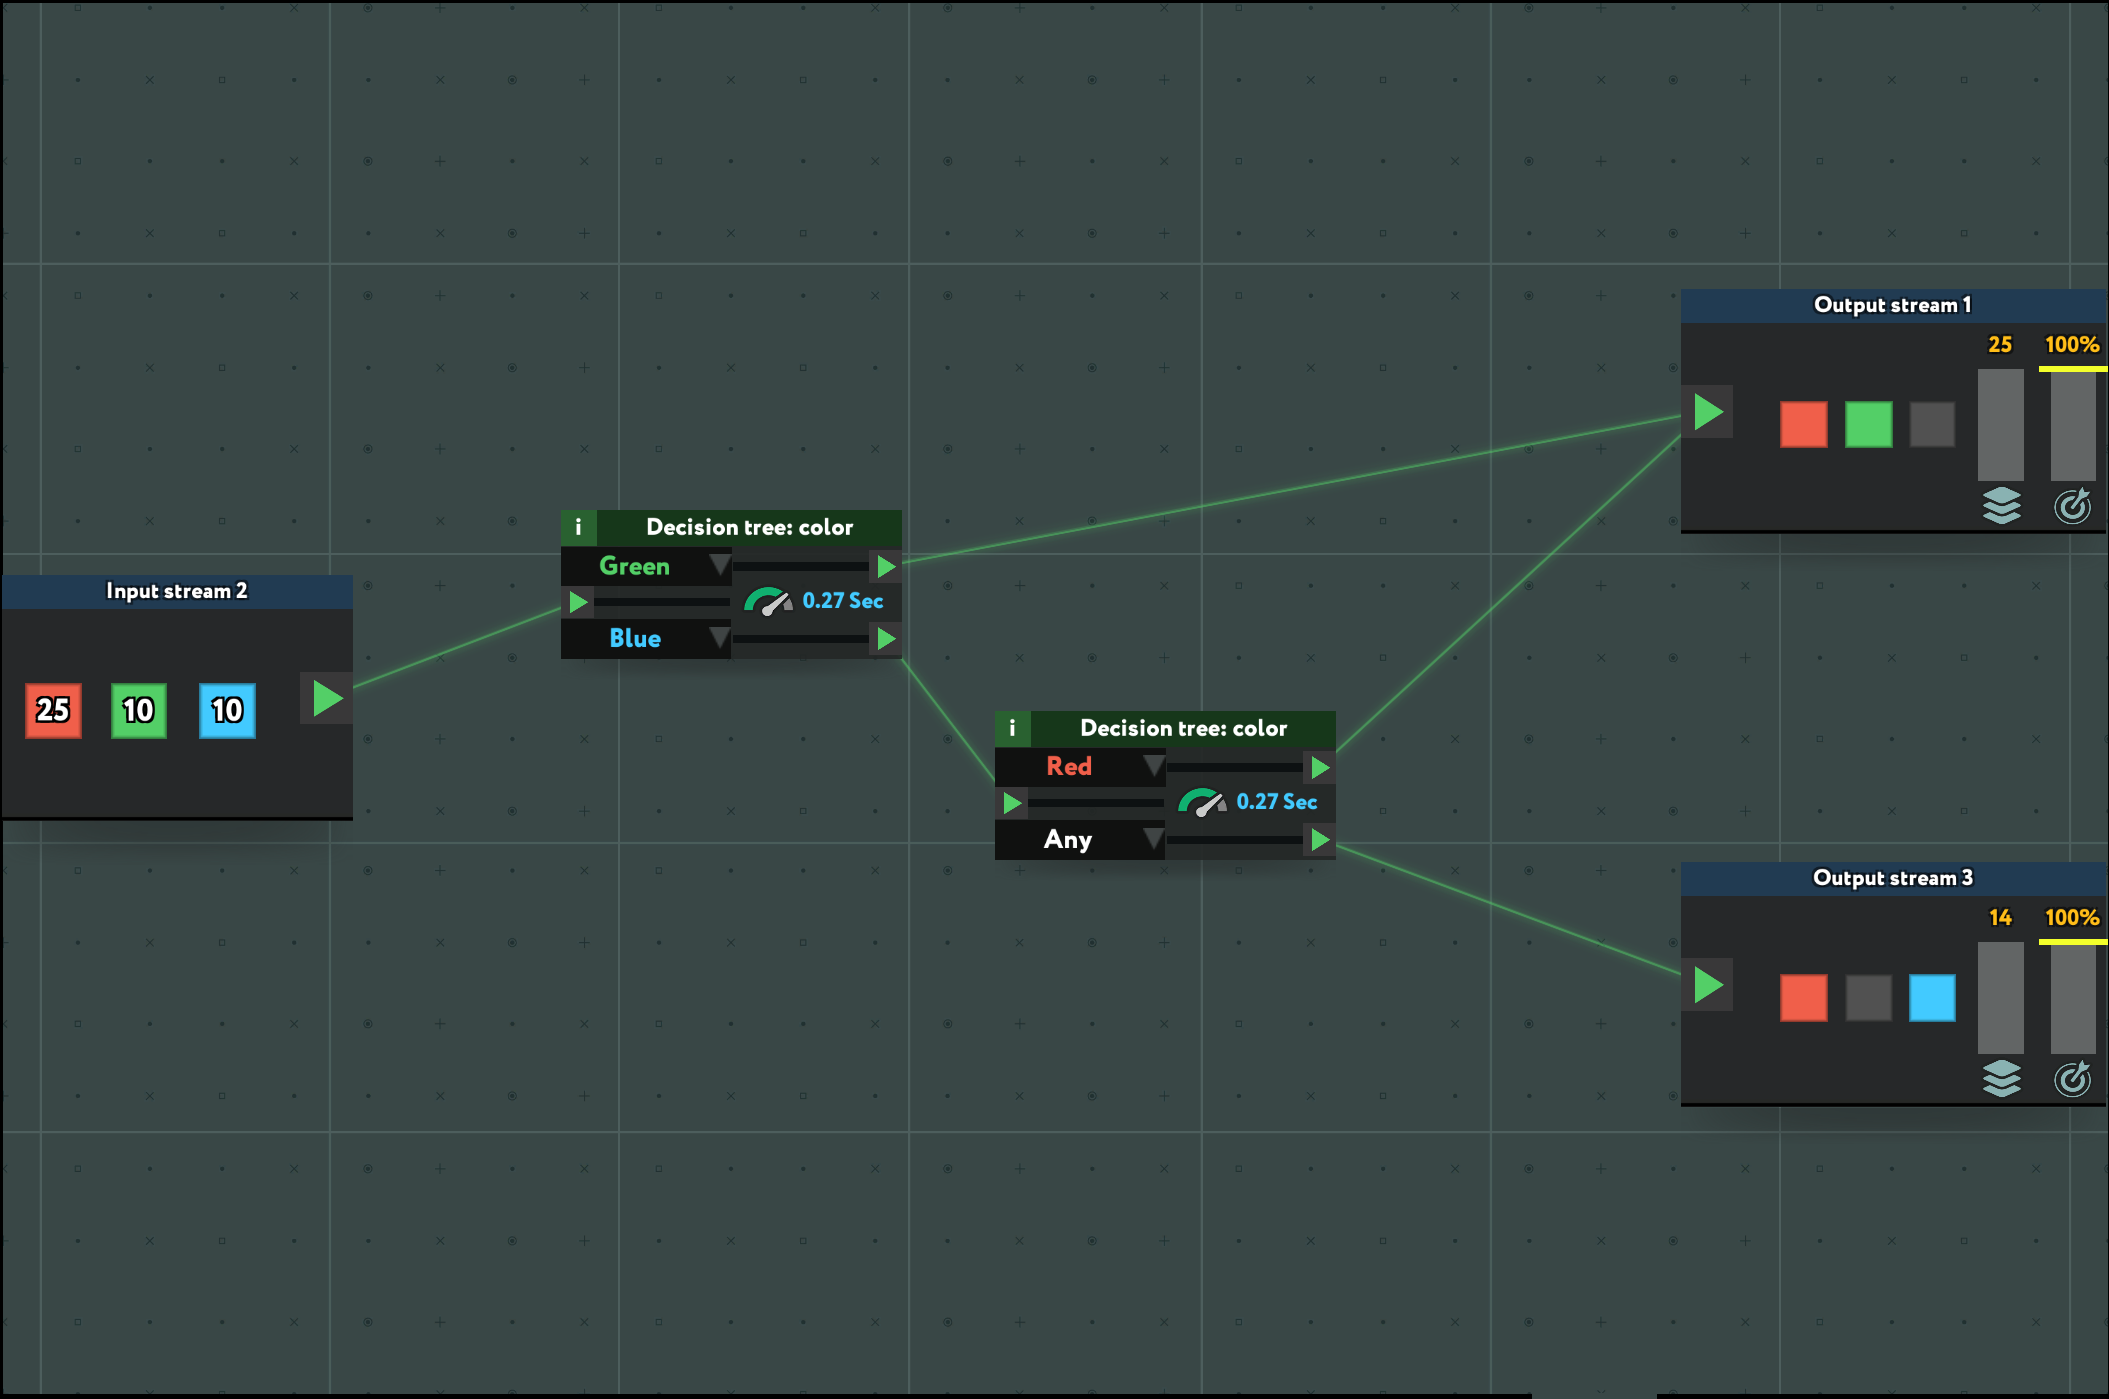 Output stream 1
25 100%
i Decision tree: color
Green
0.27 Sec
Blue
Input stream 2
25 10 10
i Decision tree: color
Red
0.27 Sec
Any
Output stream 3
14 100%